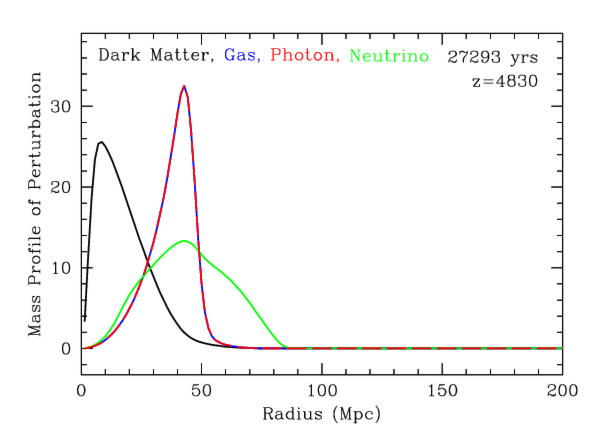 Dark Matter, Gas, Photon, Neutrino 27293 yrs
z=4830
Mass Profile of Perturbation
30
20
10
0
0 50 100 150 200
Radius (Mpc)